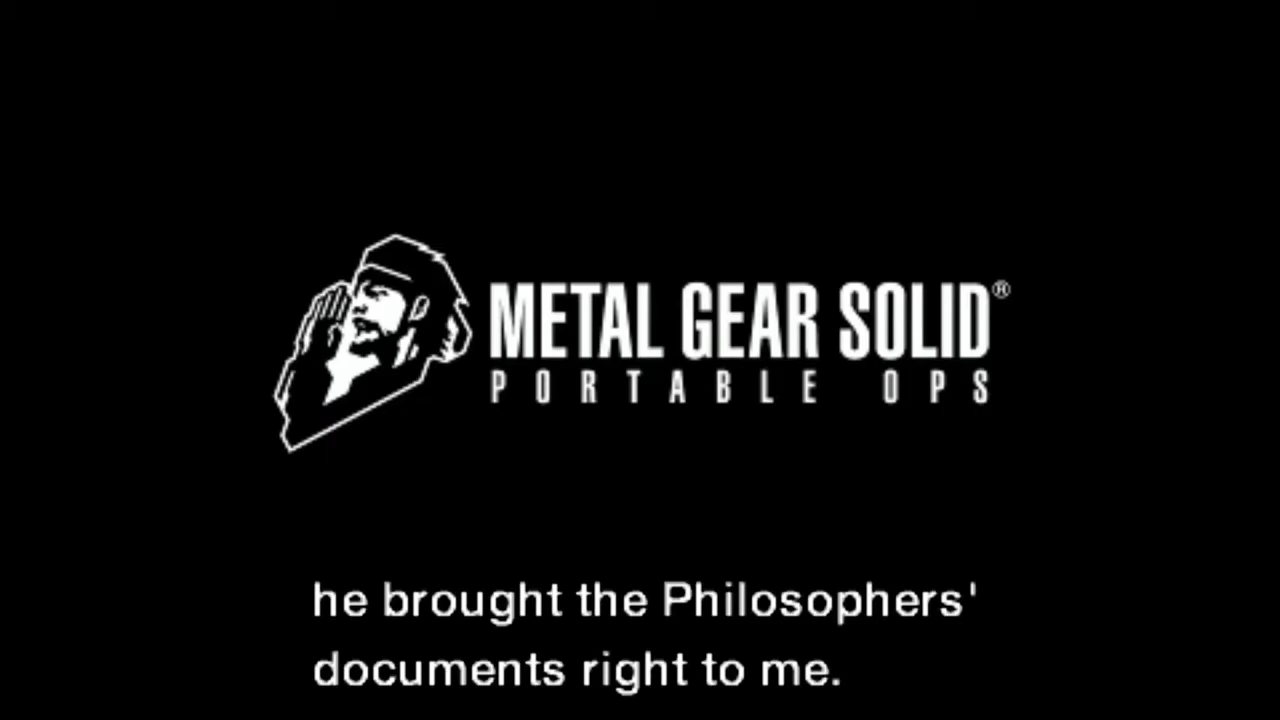 METAL GEAR SOLID®
PORTABLE OPS
he brought the Philosophers'
documents right to me.